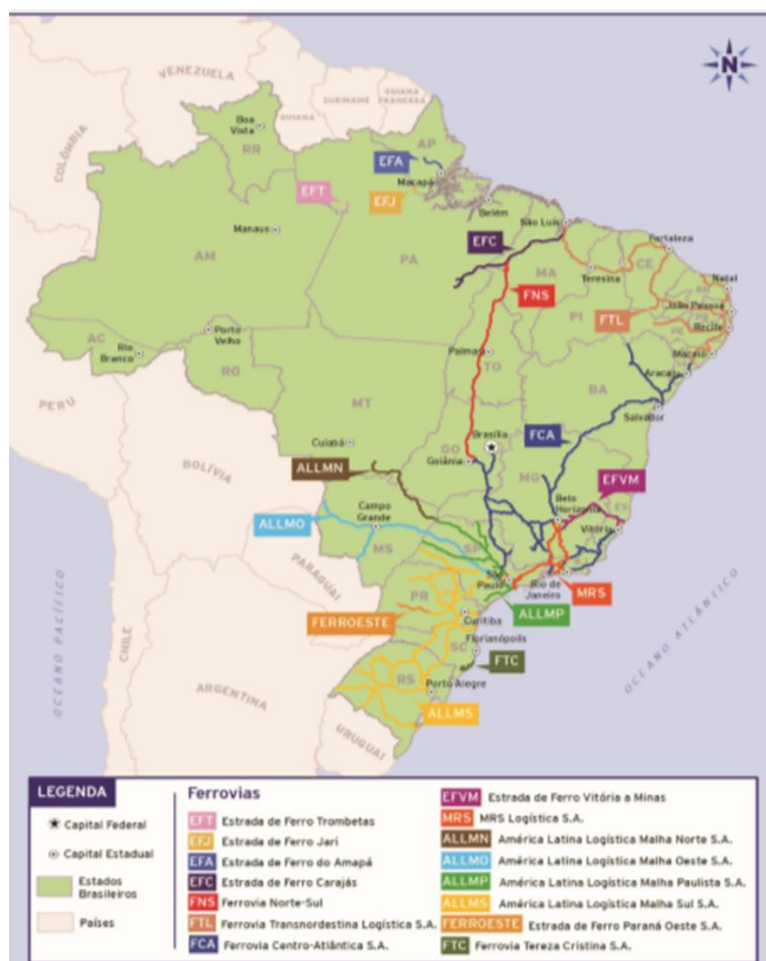 N
VENEZUELA
GUIANA
SURINAME
GUIANA
FRANCESA
COLÔMBIA
Boa
Vista
RR
AP
EFA
Macapá
EFT
EFJ
Belém
São Luís
Manaus
EFC
Fortaleza
AM
PA
MA
Teresina
CE
Natal
RN
FNS
João Pessoa
PB
PI
FTL
Recife
PE
AC
Rio
Branco
Porto
Velho
Palmas
Maceió
Aracaju
RO
TO
BA
PERU
MT
Salvador
Brasília
FCA
Cuiabá
GO
Goiânia
BOLÍVIA
ALLMN
MG
EFVM
Belo
Horizonte
ES
Campo
Grande
Vitória
ALLMO
MS
SP
São
Paulo
RJ
Rio de
Janeiro
MRS
PARAGUAI
PR
ALLMP
FERROESTE
Curitiba
Florianópolis
SC
FTC
RS
Porto Alegre
ALLMS
CHILE
ARGENTINA
URUGUAI
OCEANO PACÍFICO
OCEANO ATLÂNTICO
LEGENDA
Capital Federal
Capital Estadual
Estados
Brasileiros
Países
Ferrovias
EFT Estrada de Ferro Trombetas
EFJ Estrada de Ferro Jari
EFA Estrada de Ferro do Amapá
EFC Estrada de Ferro Carajás
FNS Ferrovia Norte-Sul
FTL Ferrovia Transnordestina Logística S.A.
FCA Ferrovia Centro-Atlântica S.A.
EFVM Estrada de Ferro Vitória a Minas
MRS MRS Logística S.A.
ALLMN América Latina Logística Malha Norte S.A.
ALLMO América Latina Logística Malha Oeste S.A.
ALLMP América Latina Logística Malha Paulista S.A.
ALLMS América Latina Logística Malha Sul S.A.
FERROESTE Estrada de Ferro Paraná Oeste S.A.
FTC Ferrovia Tereza Cristina S.A.